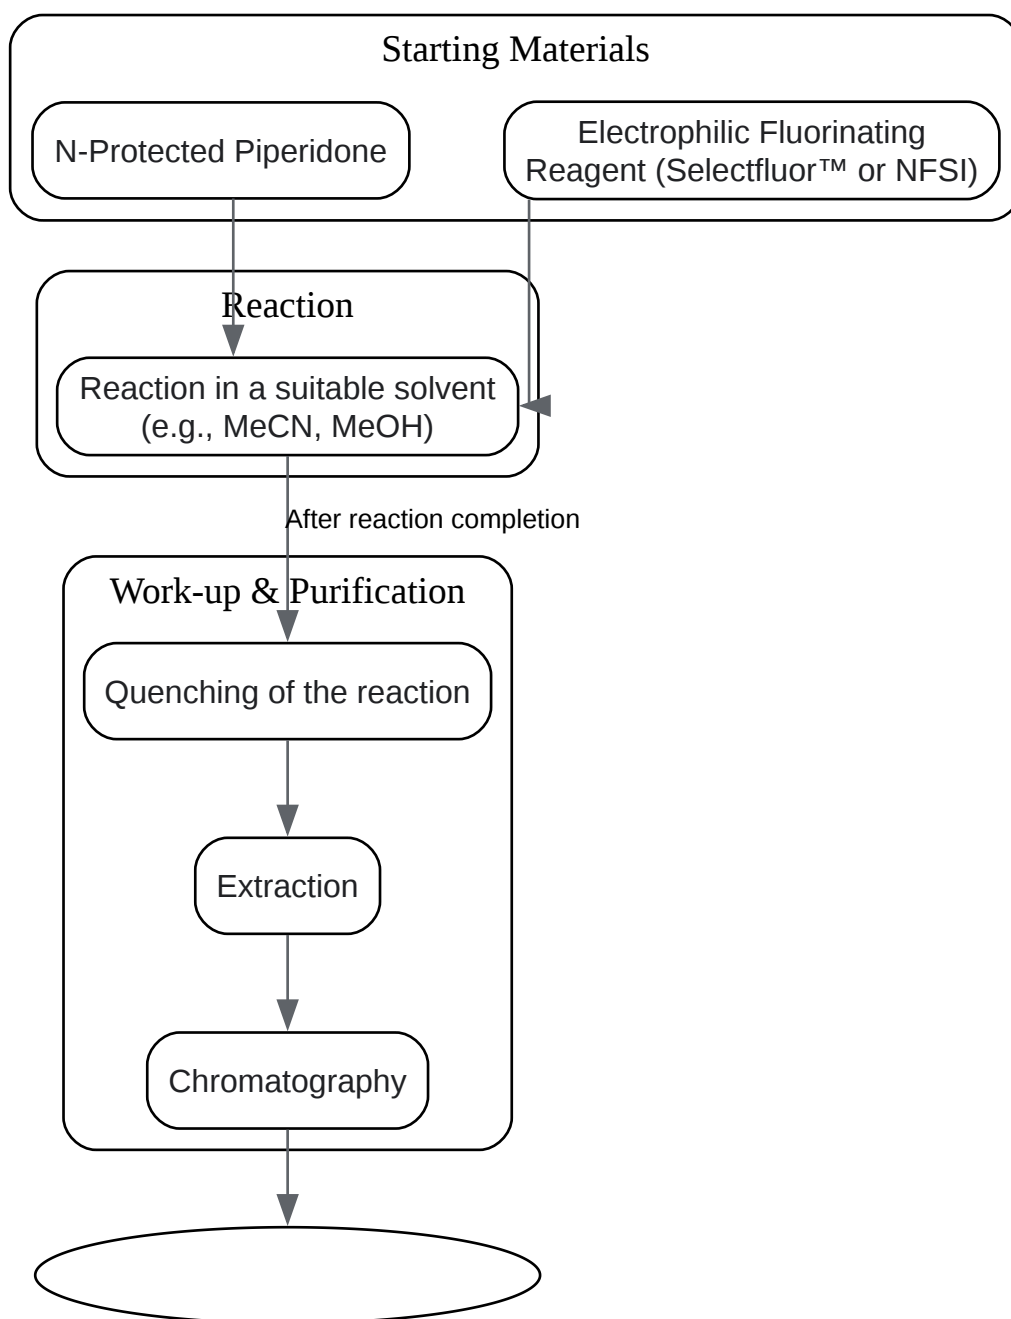 Starting Materials
N-Protected Piperidone
Electrophilic Fluorinating
Reagent (Selectfluor™ or NFSI)
Reaction
Reaction in a suitable solvent
(e.g., MeCN, MeOH)
After reaction completion
Work-up & Purification
Quenching of the reaction
Extraction
Chromatography